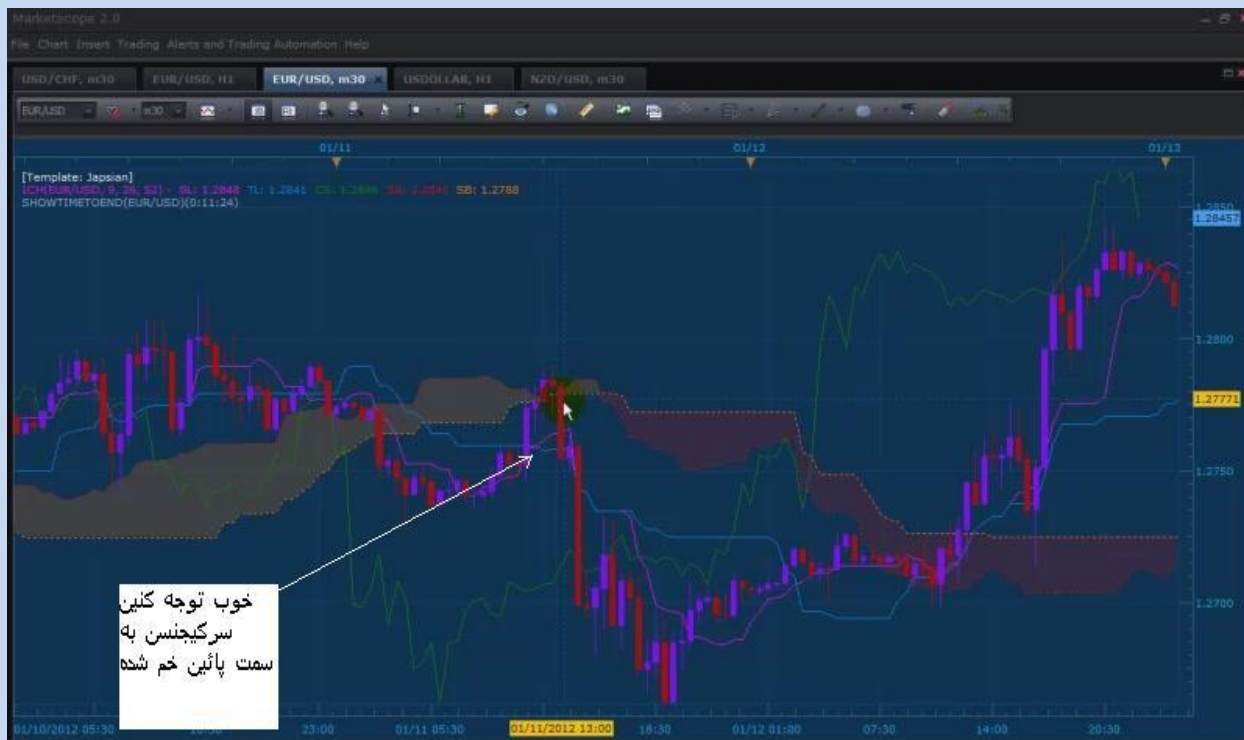 Marketscope 2.0
File Chart Insert Trading Alerts and Trading Automation Help
USD/CHF, m30 EUR/USD, H1 EUR/USD, m30 USDOLLAR, H1 NZD/USD, m30
EUR/USD m30
01/11 01/12 01/13
[Template: Japsian]
ICH(EUR/USD, 9, 26, 52) - SL: 1.2848 TL: 1.2841 SB: 1.2788
SHOWTIMETOEND(EUR/USD)(0:11:24)
1.2850
1.28457
1.2800
1.27771
1.2750
1.2700
خوب توجه کنین
سرکیجنسن به
سمت پائین خم شده
01/10/2012 05:30 23:00 01/11 05:30 01/11/2012 13:00 18:30 01/12 01:00 07:30 14:00 20:30